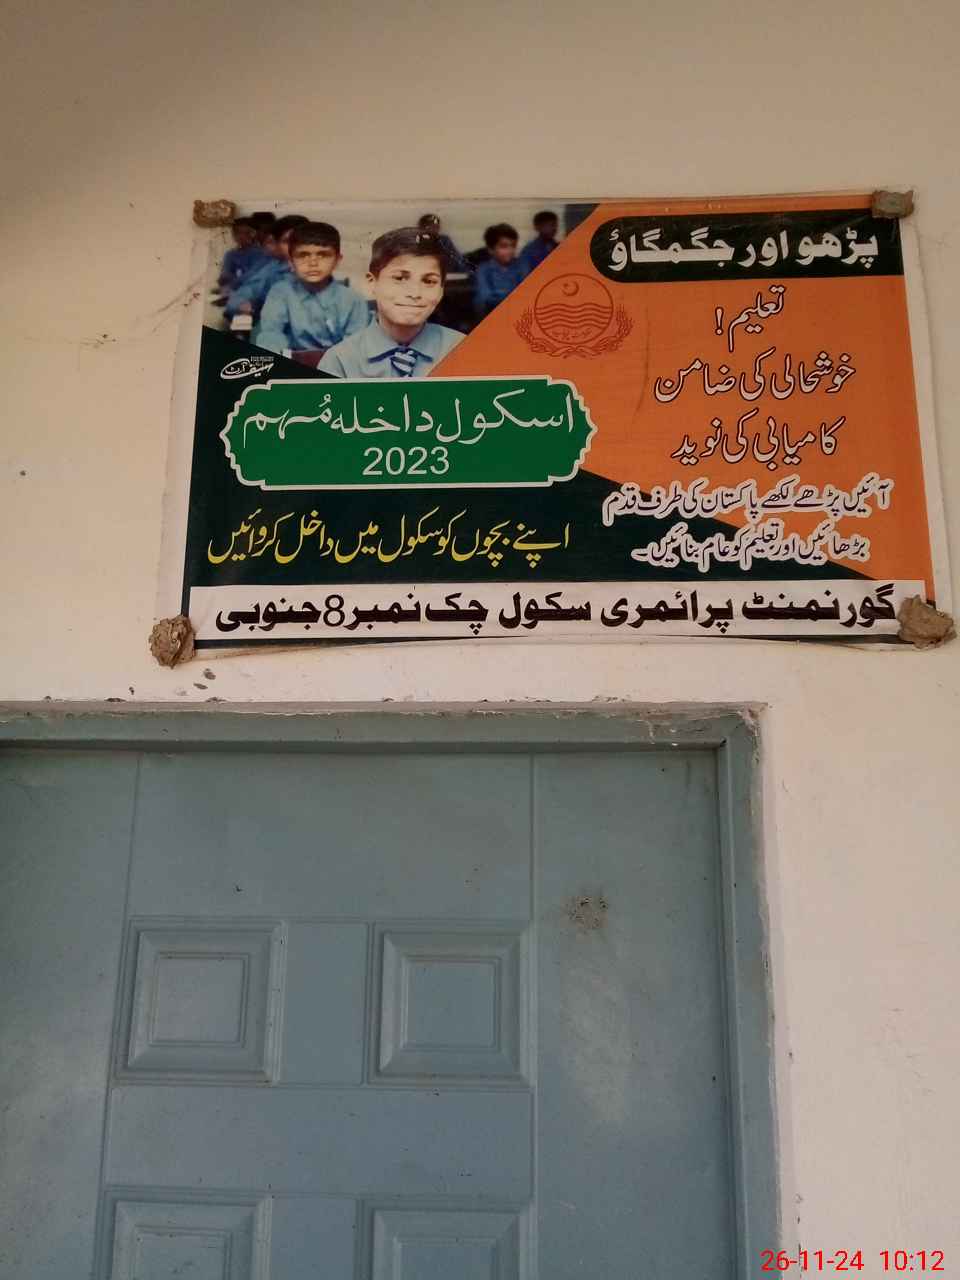 پڑھو اور جگمگاؤ
تعلیم!
خوشحالی کی ضامن
کامیابی کی نوید
آئیں پڑھے لکھے پاکستان کی طرف قدم
بڑھائیں اور تعلیم کو عام بنائیں۔
اسکول داخلہ مُہم
2023
اپنے بچوں کو سکول میں داخل کروائیں
گورنمنٹ پرائمری سکول چک نمبر 8 جنوبی
26-11-24 10:12